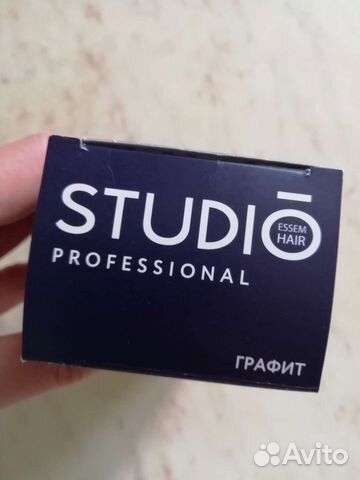 STUDIŌ
ESSEM
HAIR
PROFESSIONAL
ГРАФИТ
Avito